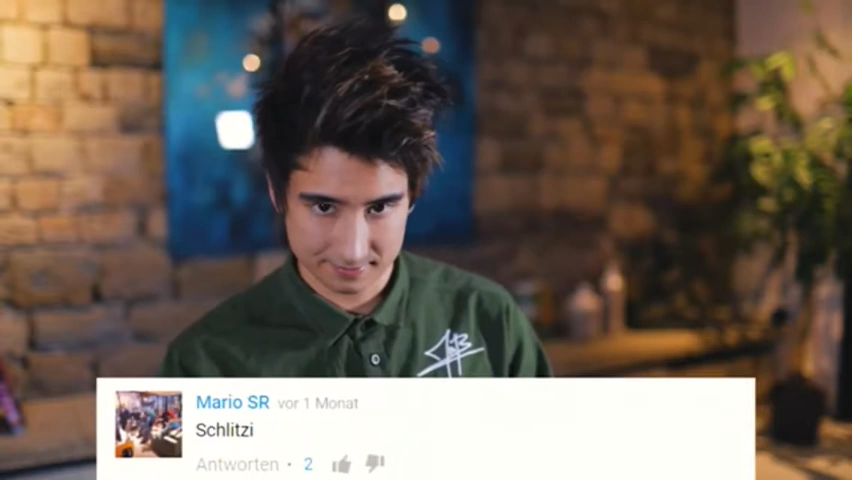 Mario SR vor 1 Monat
Schlitzi
Antworten • 2